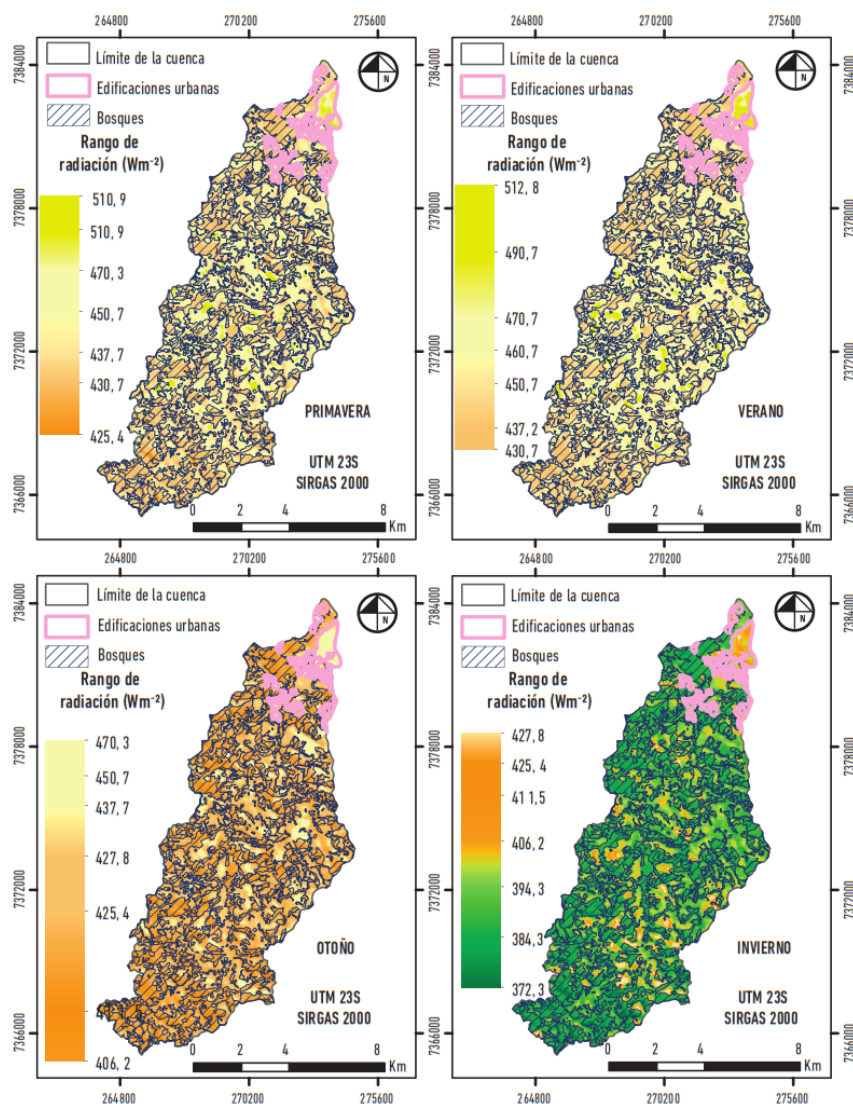 264800 270200 275600
7384000
7378000
7372000
7366000
Límite de la cuenca
Edificaciones urbanas
Bosques
Rango de
radiación (Wm⁻²)
510, 9
510, 9
470, 3
450, 7
437, 7
430, 7
425, 4
PRIMAVERA
UTM 23S
SIRGAS 2000
N
0 2 4 8
Km
264800 270200 275600
7384000
7378000
7372000
7366000
Límite de la cuenca
Edificaciones urbanas
Bosques
Rango de
radiación (Wm⁻²)
512, 8
490, 7
470, 7
460, 7
450, 7
437, 2
430, 7
VERANO
UTM 23S
SIRGAS 2000
N
0 2 4 8
Km
264800 270200 275600
264800 270200 275600
7384000
7378000
7372000
7366000
Límite de la cuenca
Edificaciones urbanas
Bosques
Rango de
radiación (Wm⁻²)
470, 3
450, 7
437, 7
427, 8
425, 4
406, 2
OTOÑO
UTM 23S
SIRGAS 2000
N
0 2 4 8
Km
264800 270200 275600
7384000
7378000
7372000
7366000
Límite de la cuenca
Edificaciones urbanas
Bosques
Rango de
radiación (Wm⁻²)
427, 8
425, 4
41 1, 5
406, 2
394, 3
384, 3
372, 3
INVIERNO
UTM 23S
SIRGAS 2000
N
0 2 4 8
Km
264800 270200 275600